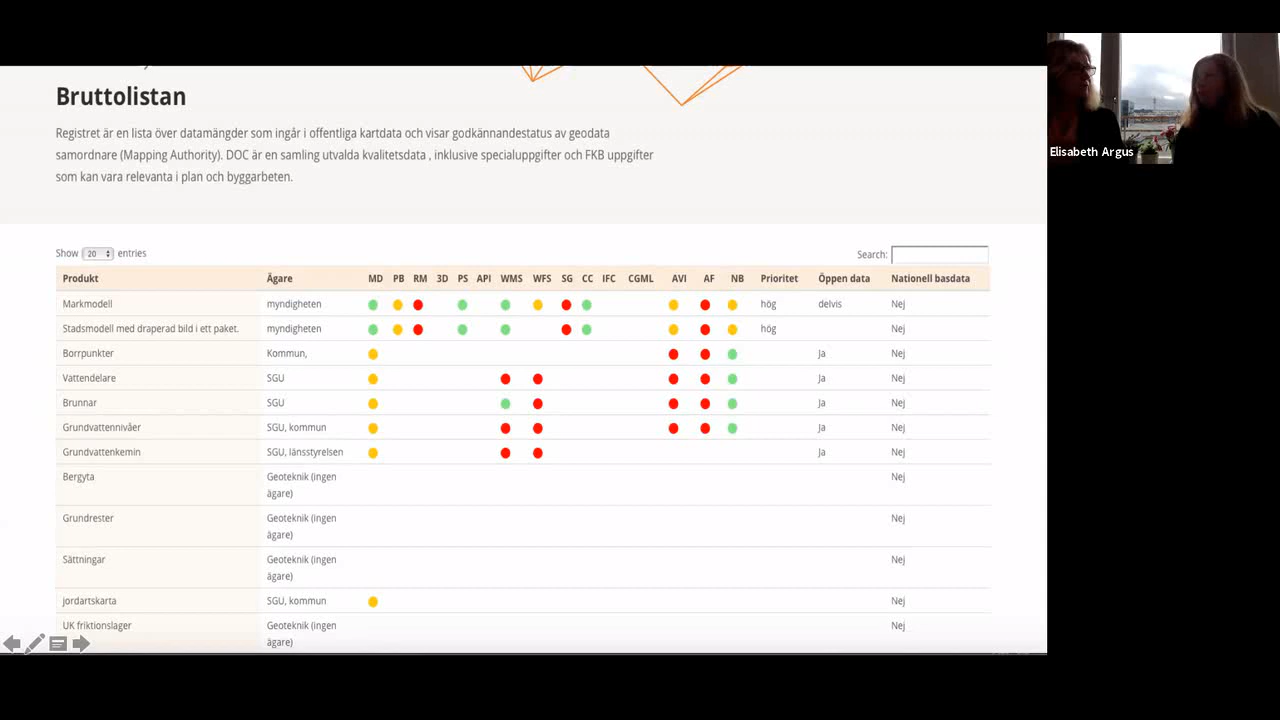 Bruttolistan
Registret är en lista över datamängder som ingår i offentliga kartdata och visar godkännandestatus av geodata
samordnare (Mapping Authority). DOC är en samling utvalda kvalitetsdata , inklusive specialuppgifter och FKB uppgifter
som kan vara relevanta i plan och byggarbeten.
Elisabeth Argus
Show 20 entries Search:
Produkt Ägare MD PB RM 3D PS API WMS WFS SG CC IFC CGML AVI AF NB Prioritet Öppen data Nationell basdata
Markmodell myndigheten hög delvis Nej
Stadsmodell med draperad bild i ett paket. myndigheten hög Nej
Borrpunkter Kommun, Ja Nej
Vattendelare SGU Ja Nej
Brunnar SGU Ja Nej
Grundvattennivåer SGU, kommun Ja Nej
Grundvattenkemin SGU, länsstyrelsen Ja Nej
Bergyta Geoteknik (ingen Nej
ägare)
Grundrester Geoteknik (ingen Nej
ägare)
Sättningar Geoteknik (ingen Nej
ägare)
jordartskarta SGU, kommun Nej
UK friktionslager Geoteknik (ingen Nej
ägare)